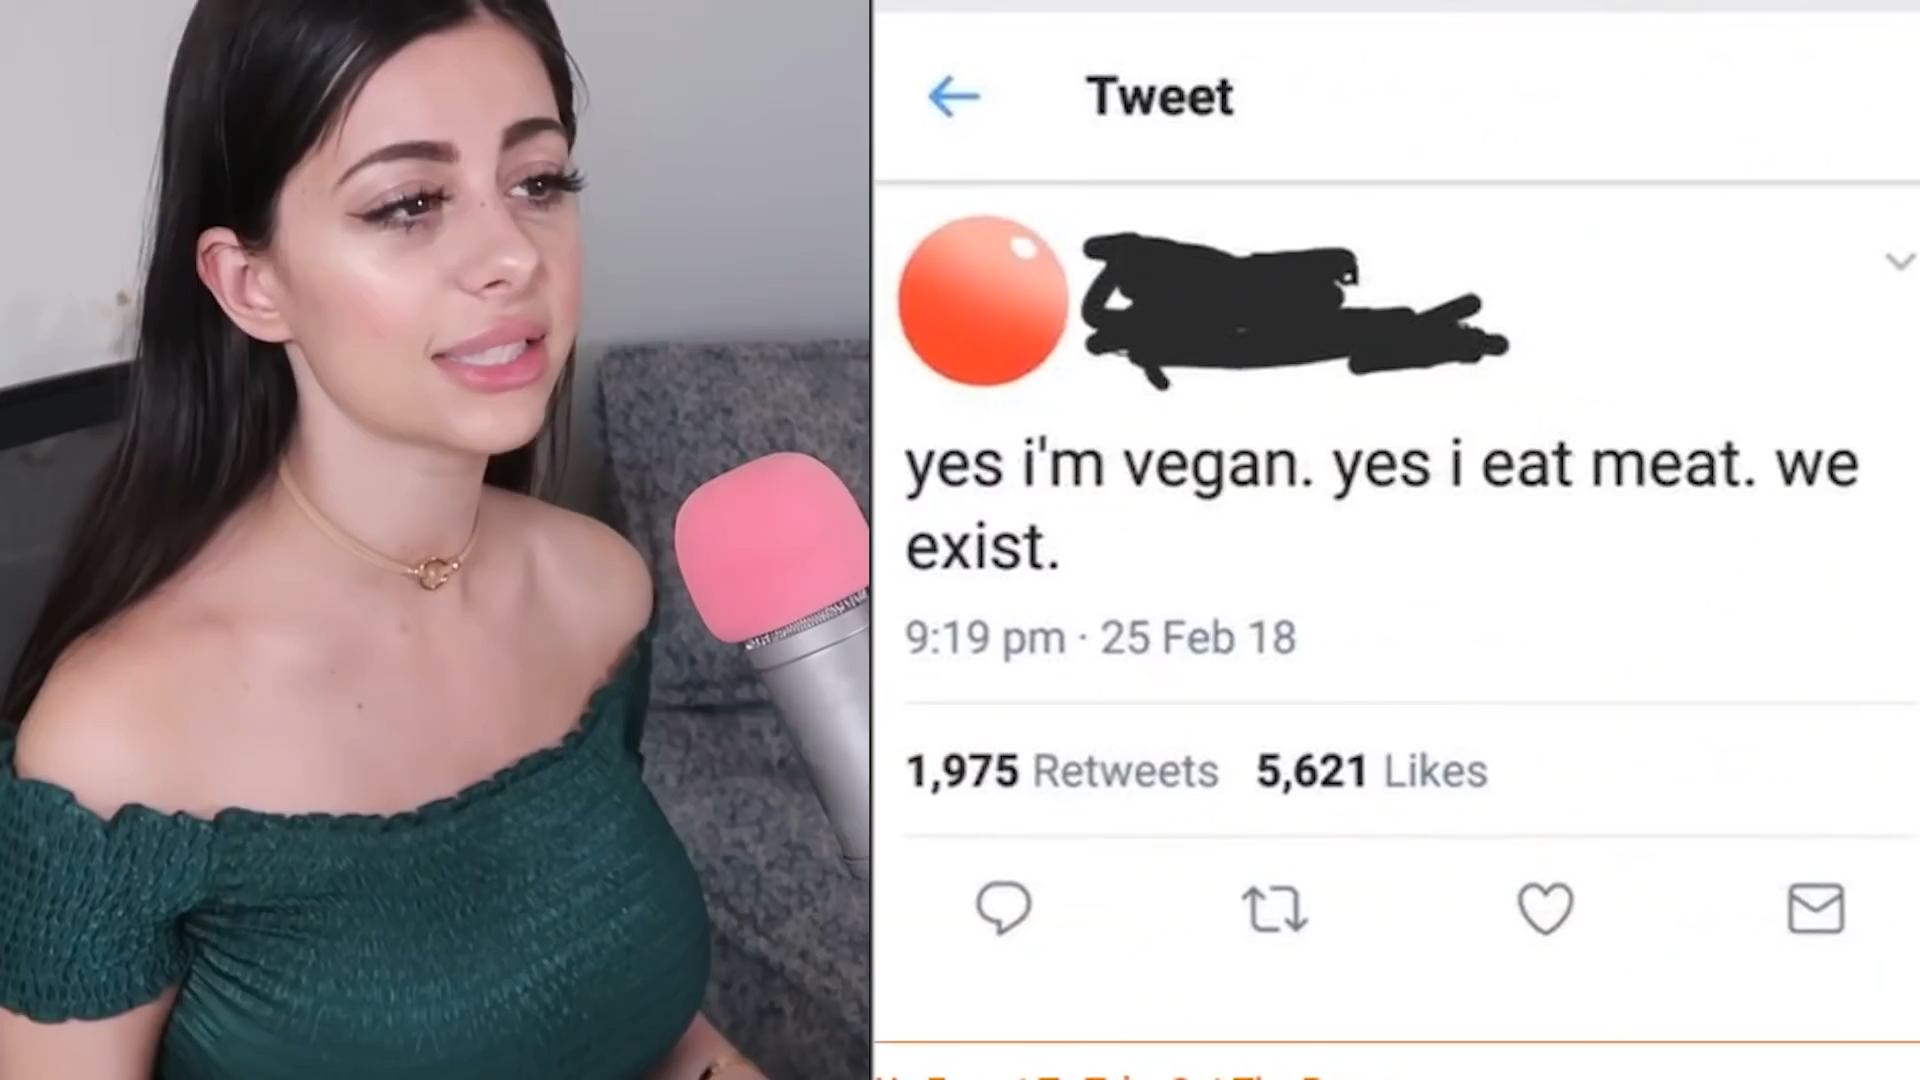 Tweet
yes i'm vegan. yes i eat meat. we
exist.
9:19 pm · 25 Feb 18
1,975 Retweets 5,621 Likes